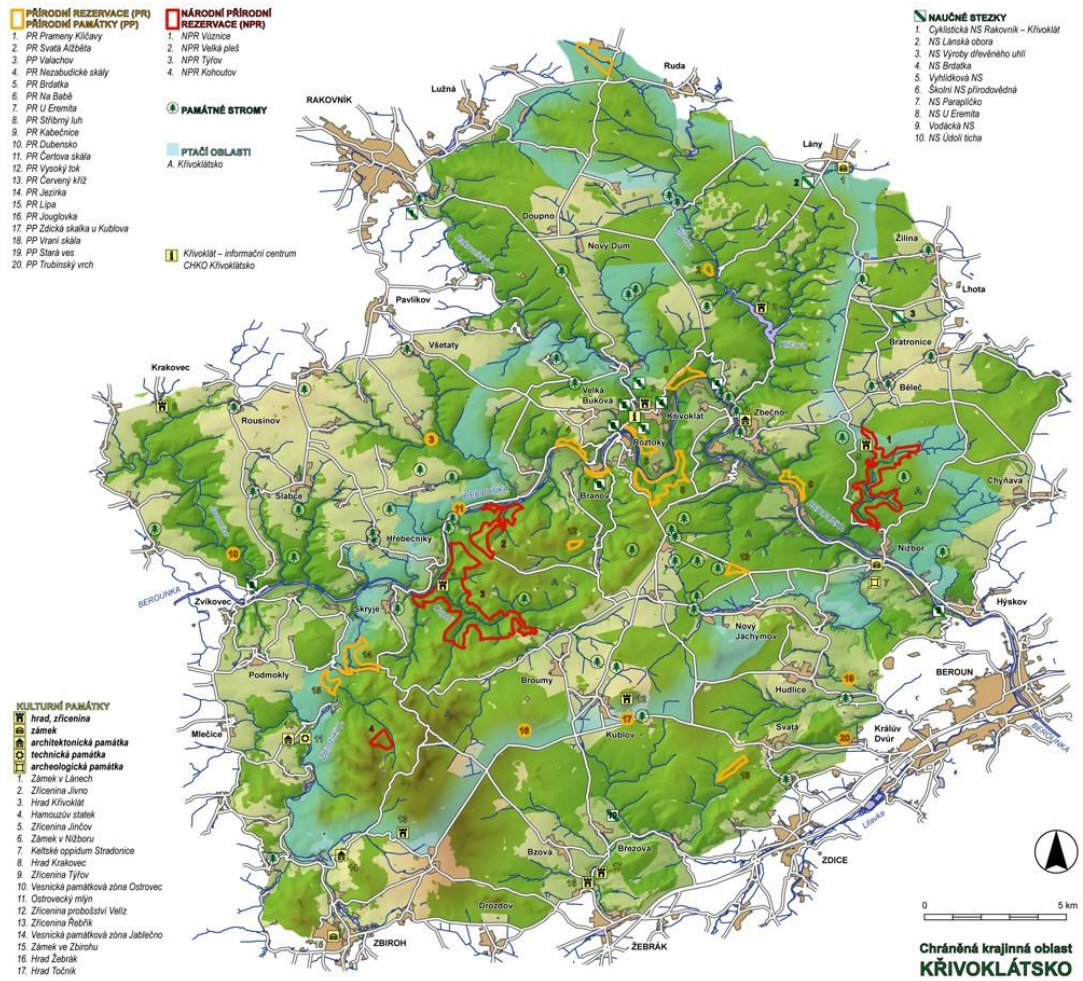 PŘÍRODNÍ REZERVACE (PR)
PŘÍRODNÍ PAMÁTKY (PP)
1. PR Prameny Klíčavy
2. PR Svatá Alžběta
3. PP Valachov
4. PR Nezabudické skály
5. PR Brdatka
6. PR Na Babě
7. PR U Eremita
8. PR Stříbrný luh
9. PR Kabečnice
10. PR Dubensko
11. PR Čertova skála
12. PR Vysoký tok
13. PR Červený kříž
14. PR Jezírka
15. PR Lípa
16. PR Jouglovka
17. PP Zdická skalka u Kublova
18. PP Vraní skála
19. PP Stará ves
20. PP Trubínský vrch
NÁRODNÍ PŘÍRODNÍ
REZERVACE (NPR)
1. NPR Vůznice
2. NPR Velká pleš
3. NPR Týřov
4. NPR Kohoutov
PAMÁTNÉ STROMY
PTAČÍ OBLASTI
A. Křivoklátsko
Křivoklát – informační centrum
CHKO Křivoklátsko
NAUČNÉ STEZKY
1. Cyklistická NS Rakovník – Křivoklát
2. NS Lánská obora
3. NS Výroby dřevěného uhlí
4. NS Brdatka
5. Vyhlídková NS
6. Školní NS přírodovědná
7. NS Paraplíčko
8. NS U Eremita
9. Vodácká NS
10. NS Údolí ticha
Ruda
Lužná
RAKOVNÍK
Lány
Doupno
Nový Dum
Žilina
Lhota
Pavlíkov
Všetaty
Bratronice
Klíčava
Krakovec
Velká
Buková
Běleč
Křivoklát
Zbečno
Rousínov
Roztoky
Slabce
Branov
Chyňava
BEROUNKA
Hřebečníky
Nižbor
BEROUNKA
Zvíkovec
Skryje
Hýskov
Nový
Jáchymov
BEROUN
Podmokly
Broumy
Hudlice
Mlečice
Kublov
Svatá
Králův
Dvůr
BEROUNKA
Litavka
Bzová
Březová
ZDICE
Drozdov
ZBIROH
ŽEBRÁK
KULTURNÍ PAMÁTKY
hrad, zřícenina
zámek
architektonická památka
technická památka
archeologická památka
1. Zámek v Lánech
2. Zřícenina Jivno
3. Hrad Křivoklát
4. Hamouzův statek
5. Zřícenina Jinčov
6. Zámek v Nižboru
7. Keltské oppidum Stradonice
8. Hrad Krakovec
9. Zřícenina Týřov
10. Vesnická památková zóna Ostrovec
11. Ostrovecký mlýn
12. Zřícenina probošství Velíz
13. Zřícenina Řebřík
14. Vesnická památková zóna Jablečno
15. Zámek ve Zbirohu
16. Hrad Žebrák
17. Hrad Točník
0 5 km
Chráněná krajinná oblast
KŘIVOKLÁTSKO